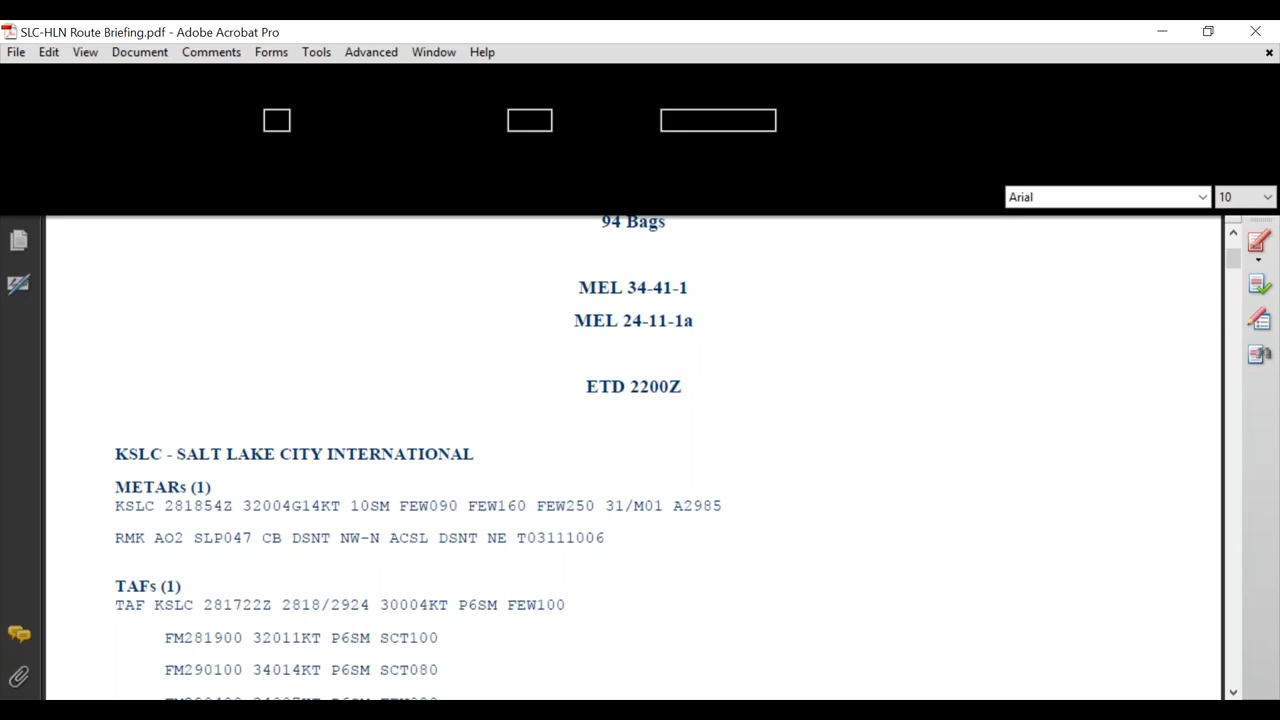 SLC-HLN Route Briefing.pdf - Adobe Acrobat Pro
File Edit View Document Comments Forms Tools Advanced Window Help
Arial 10
94 Bags
MEL 34-41-1
MEL 24-11-1a
ETD 2200Z
KSLC - SALT LAKE CITY INTERNATIONAL
METARs (1)
KSLC 281854Z 32004G14KT 10SM FEW090 FEW160 FEW250 31/M01 A2985
RMK AO2 SLP047 CB DSNT NW-N ACSL DSNT NE T03111006
TAFs (1)
TAF KSLC 281722Z 2818/2924 30004KT P6SM FEW100
FM281900 32011KT P6SM SCT100
FM290100 34014KT P6SM SCT080